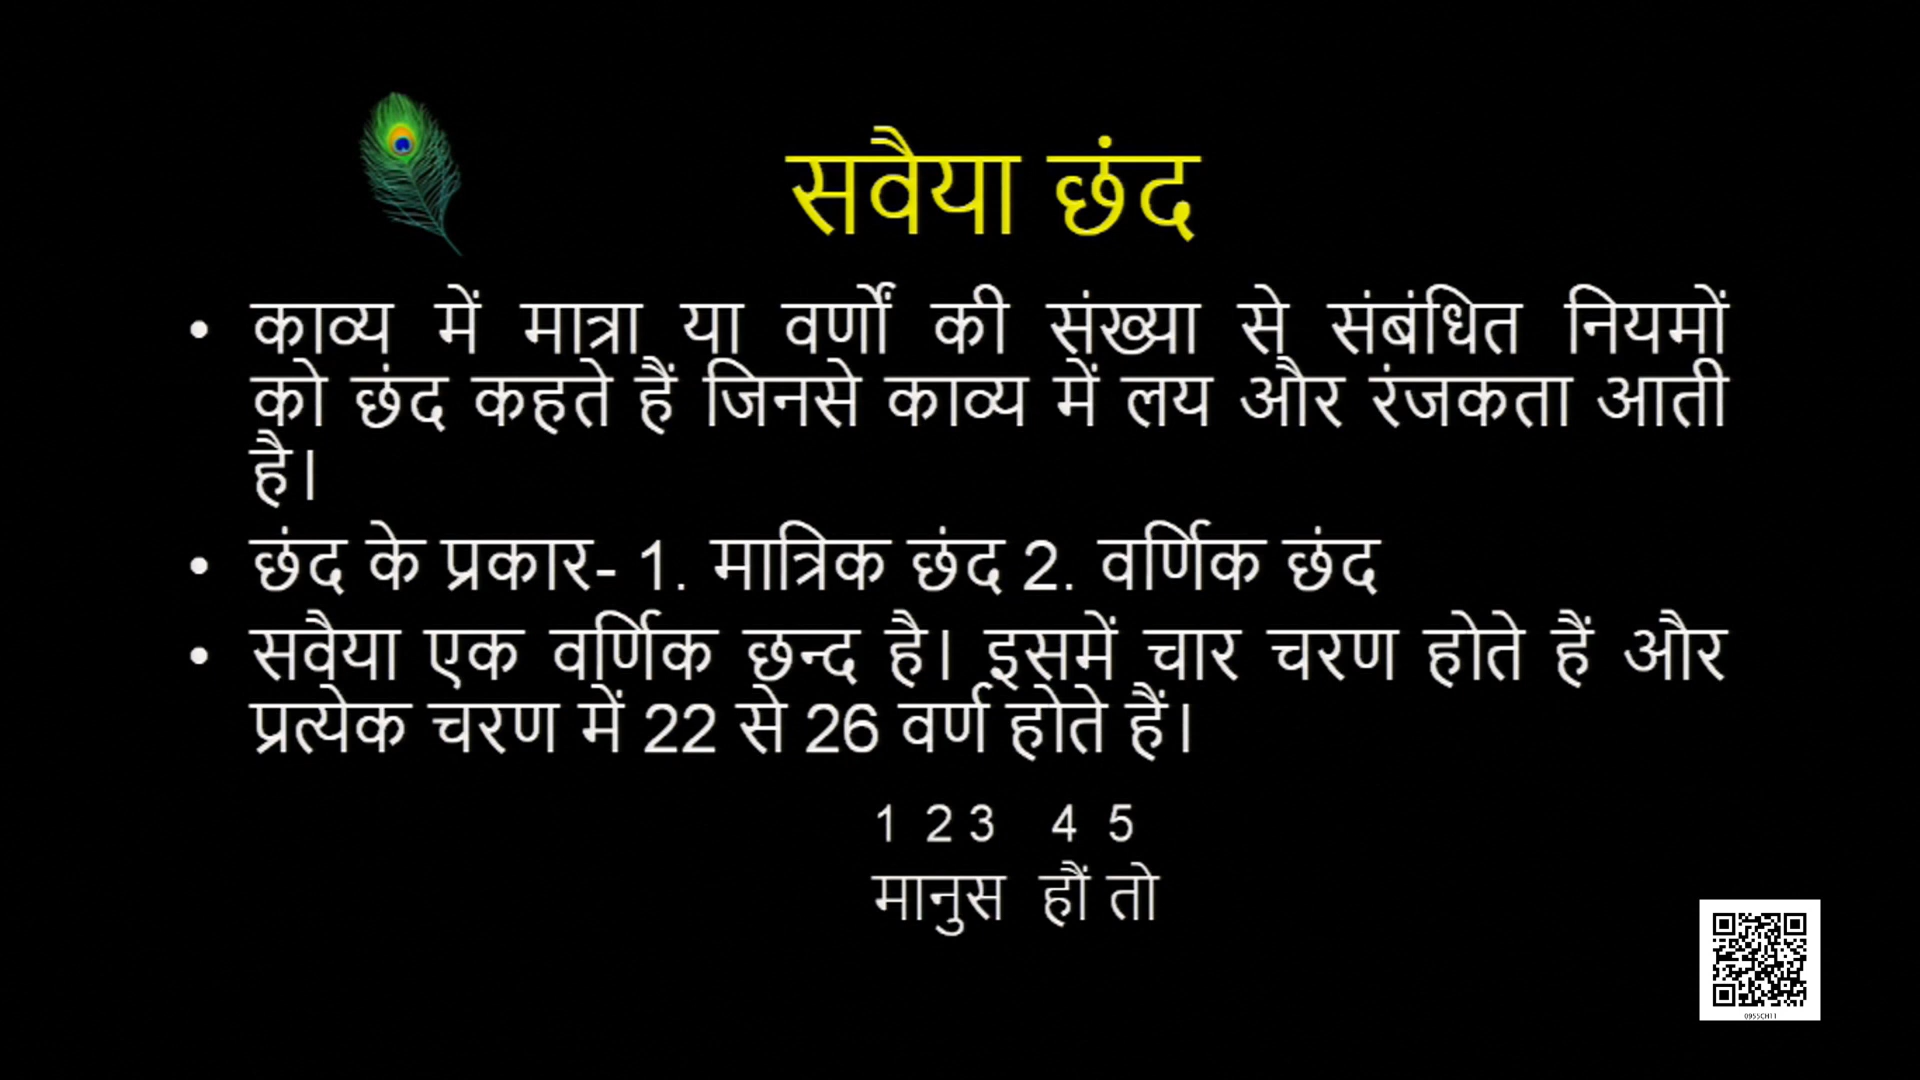 सवैया छंद
• काव्य में मात्रा या वर्णों की संख्या से संबंधित नियमों
को छंद कहते हैं जिनसे काव्य में लय और रंजकता आती
है।
• छंद के प्रकार- 1. मात्रिक छंद 2. वर्णिक छंद
• सवैया एक वर्णिक छन्द है। इसमें चार चरण होते हैं और
प्रत्येक चरण में 22 से 26 वर्ण होते हैं।
1 2 3 4 5
मानुस हौं तो
0955CH11